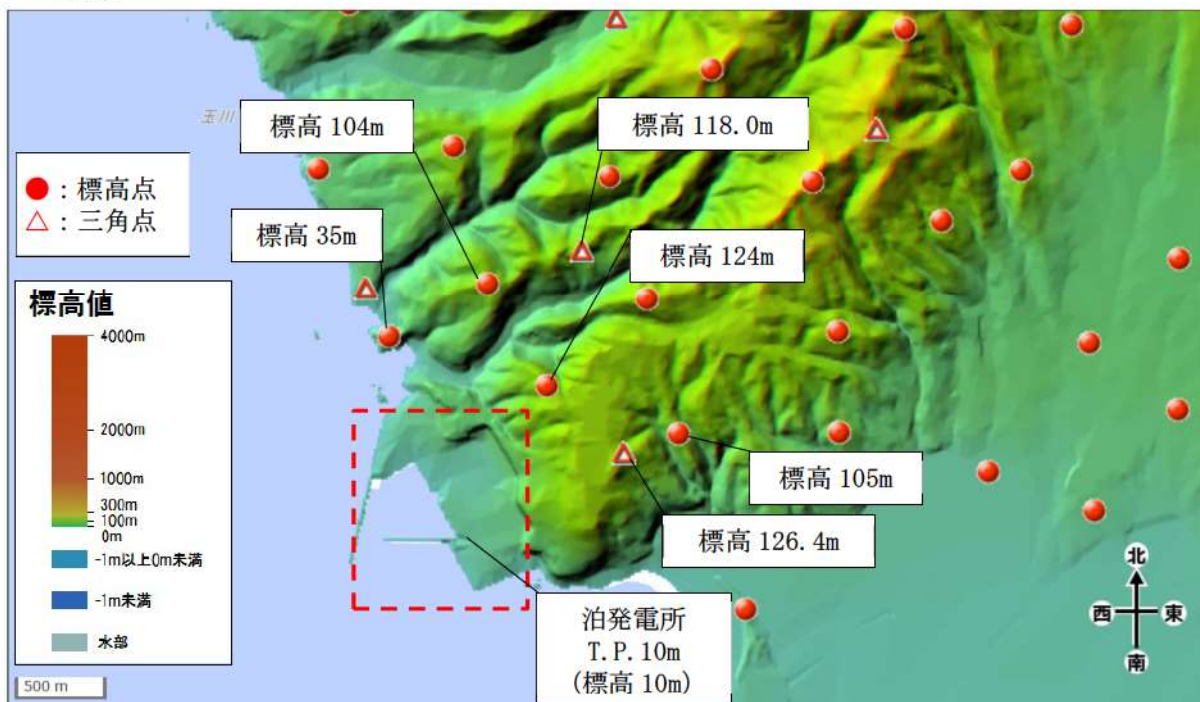 玉川
標高 104m
標高 118.0m
●：標高点
△：三角点
標高 35m
標高 124m
標高値
4000m
2000m
1000m
300m
100m
0m
-1m以上0m未満
-1m未満
水部
標高 105m
標高 126.4m
泊発電所
T.P.10m
(標高 10m)
北
西
東
南
500 m